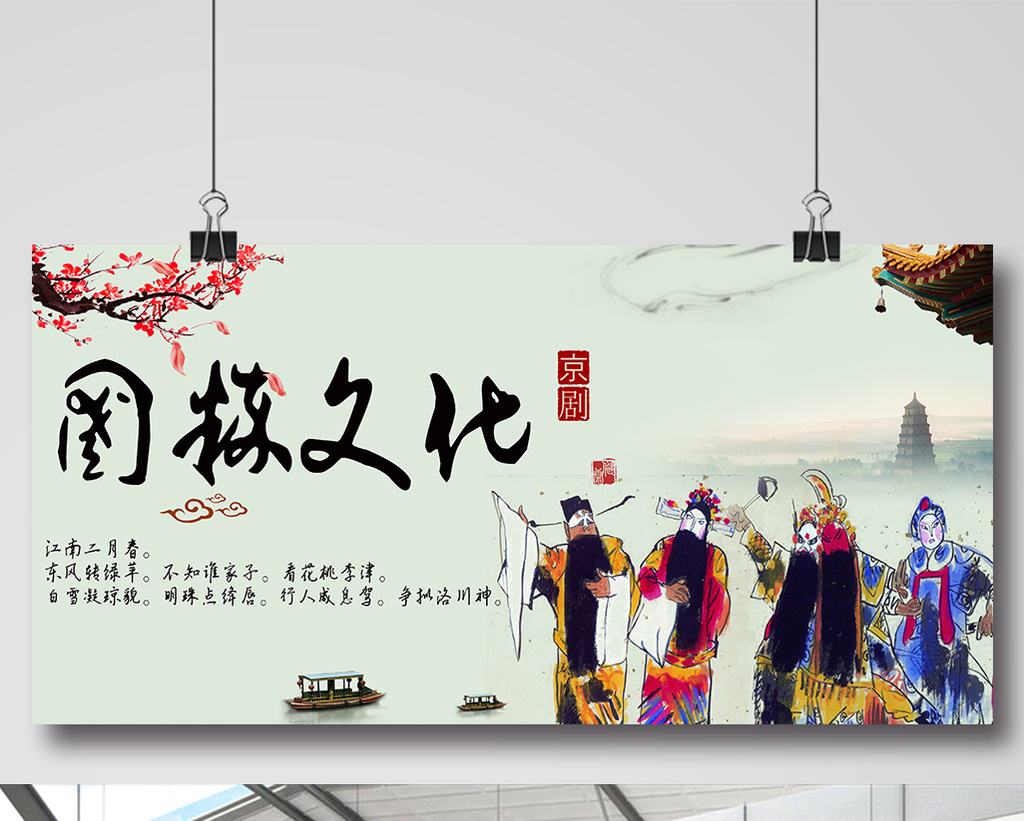 国粹文化
京剧
江南二月春。
东风转绿苹。不知谁家子。看花桃李津。
白雪凝琼貌。明珠点绛唇。行人咸息驾。争拟洛川神。